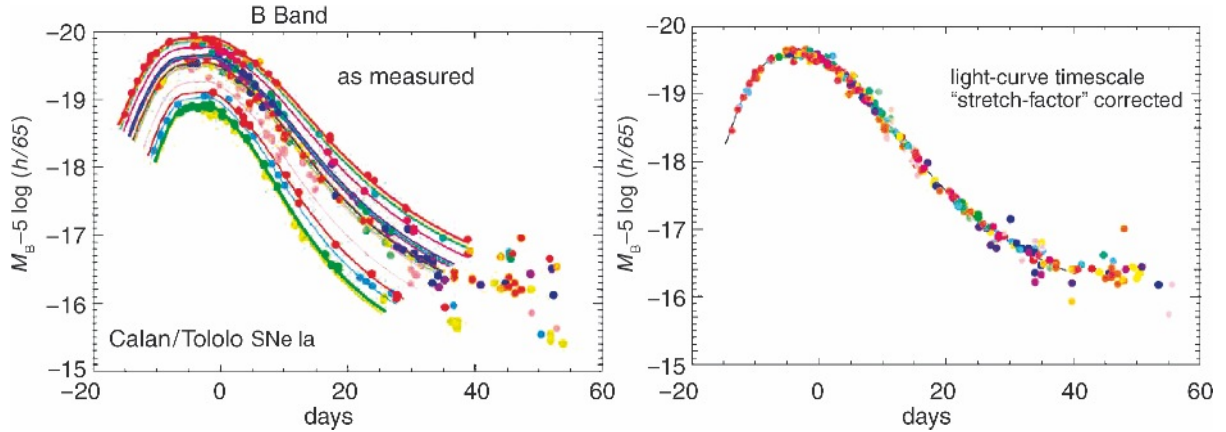 B Band
-20
-19
-18
-17
-16
-15
M_B–5 log (h/65)
as measured
Calan/Tololo SNe Ia
-20 0 20 40 60
days
-20
-19
-18
-17
-16
-15
M_B–5 log (h/65)
light-curve timescale
“stretch-factor” corrected
-20 0 20 40 60
days